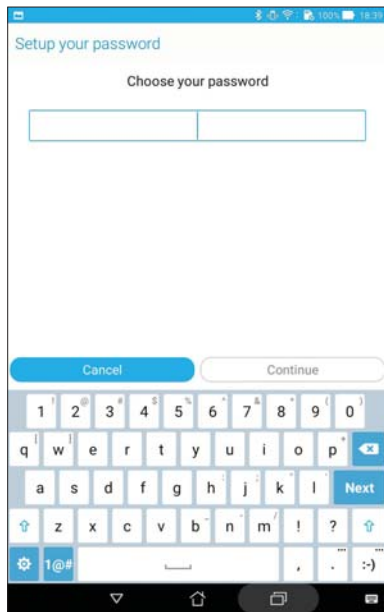 100% 18:39
Setup your password
Choose your password
Cancel Continue
1 ! 2 @ 3 # 4 $ 5 % 6 ^ 7 & 8 * 9 ( 0 )
q [ w ] e r t y u i o p +
a s d f g h : j ; k ' l Next
z x c v b - n - m / ! ?
1@# , . ... :-) ...